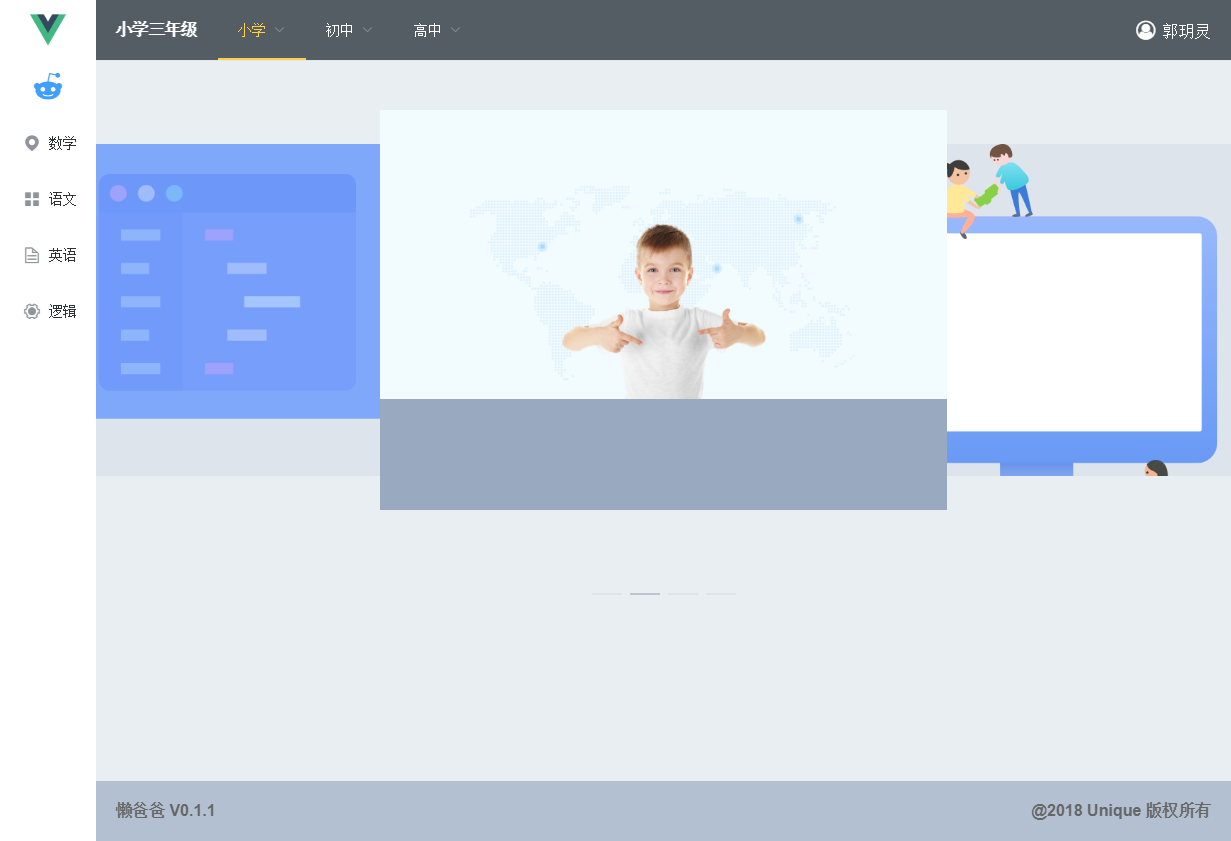 小学三年级
小学
初中
高中
郭玥灵
数学
语文
英语
逻辑
懒爸爸 V0.1.1
@2018 Unique 版权所有